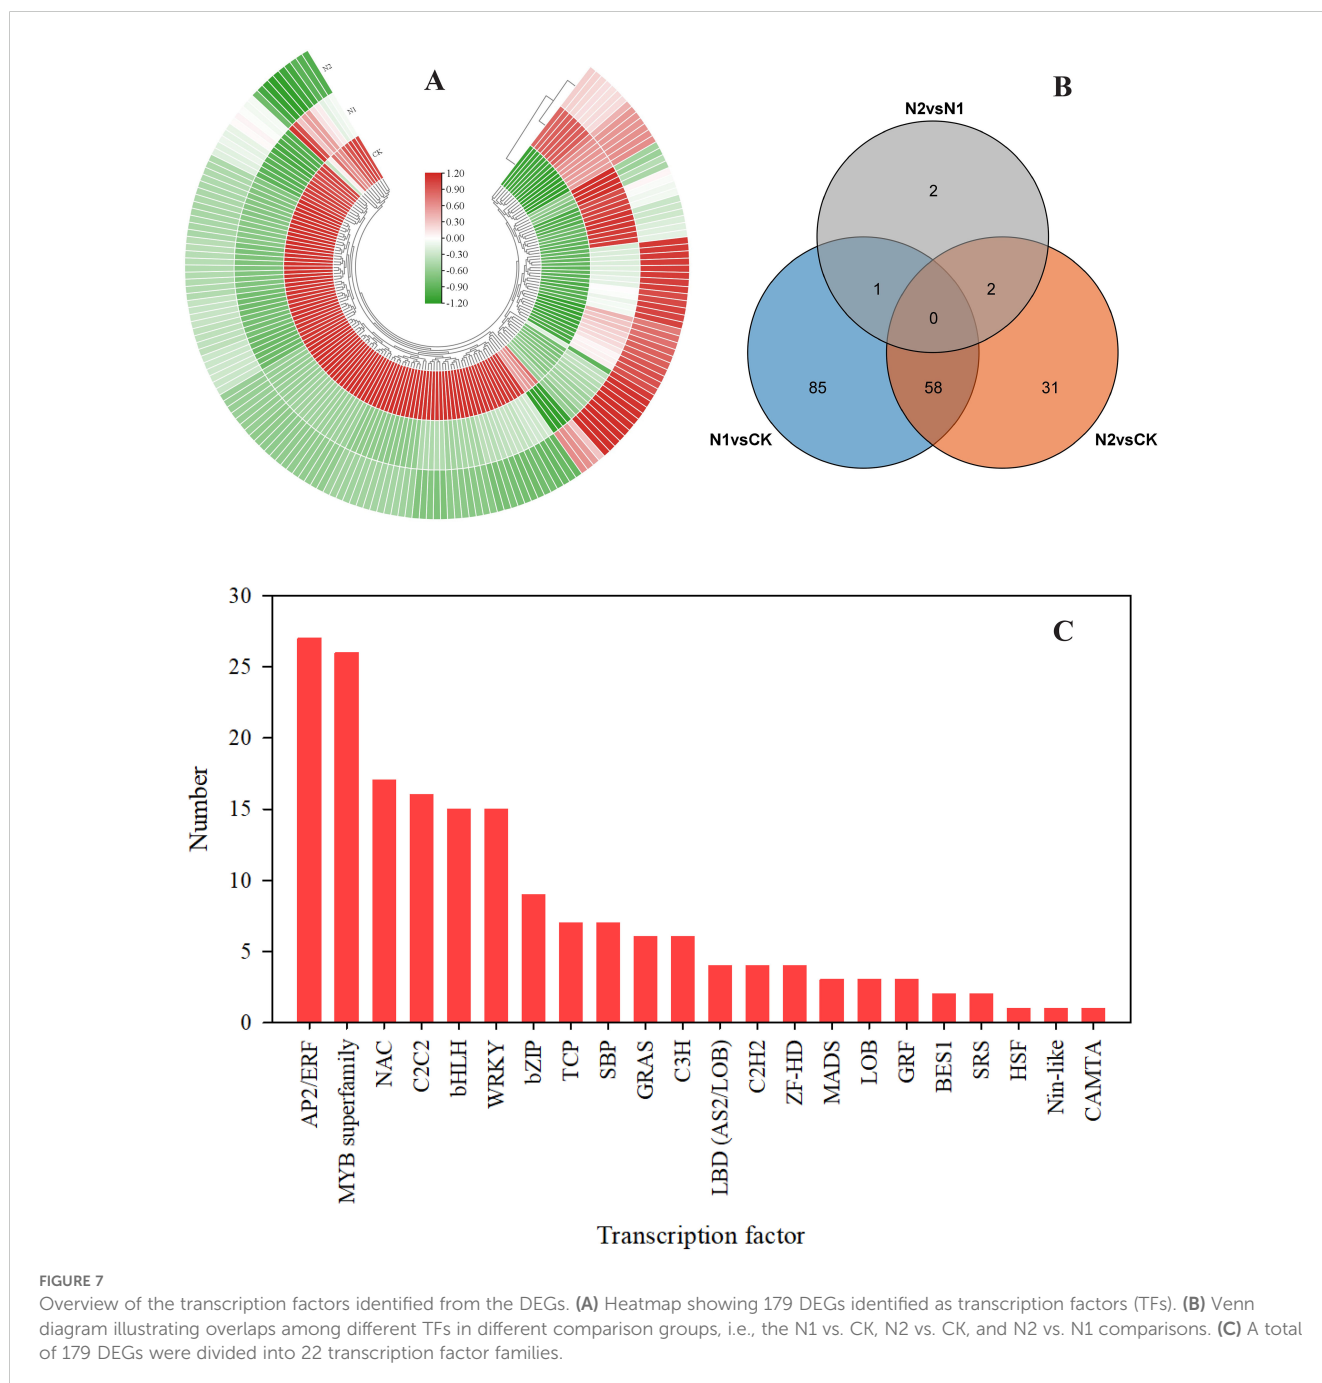 N2
N1
CK
A
1.20
0.90
0.60
0.30
0.00
-0.30
-0.60
-0.90
-1.20
B
N2vsN1
2
1
2
0
85
58
31
N1vsCK
N2vsCK
C
30
25
20
15
10
5
0
Number
AP2/ERF
MYB superfamily
NAC
C2C2
bHLH
WRKY
bZIP
TCP
SBP
GRAS
C3H
LBD (AS2/LOB)
C2H2
ZF-HD
MADS
LOB
GRF
BES1
SRS
HSF
Nin-like
CAMTA
Transcription factor
FIGURE 7
Overview of the transcription factors identified from the DEGs. (A) Heatmap showing 179 DEGs identified as transcription factors (TFs). (B) Venn
diagram illustrating overlaps among different TFs in different comparison groups, i.e., the N1 vs. CK, N2 vs. CK, and N2 vs. N1 comparisons. (C) A total
of 179 DEGs were divided into 22 transcription factor families.